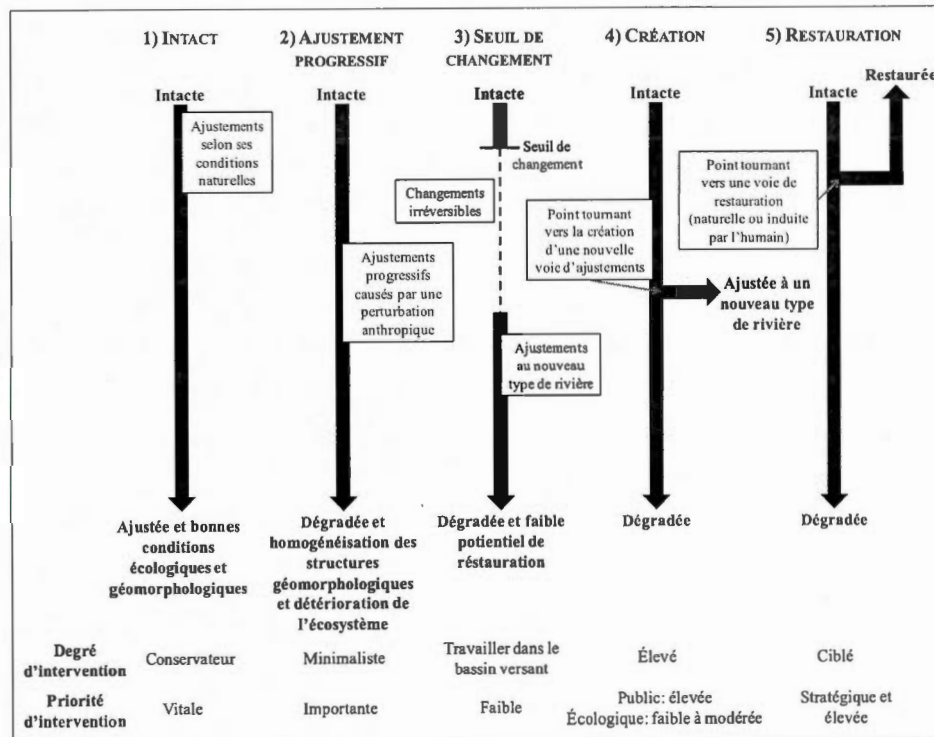 1) INTACT
2) AJUSTEMENT
PROGRESSIF
3) SEUIL DE
CHANGEMENT
4) CRÉATION
5) RESTAURATION
Restaurée
Intacte
Intacte
Intacte
Intacte
Intacte
Ajustements
selon ses
conditions
naturelles
Ajustements
progressifs
causés par une
perturbation
anthropique
Seuil de
changement
Changements
irréversibles
Ajustements
au nouveau
type de rivière
Point tournant
vers la création
d'une nouvelle
voie d'ajustements
Ajustée à un
nouveau type
de rivière
Point tournant
vers une voie de
restauration
(naturelle ou induite
par l'humain)
Ajustée et bonnes
conditions
écologiques et
géomorphologiques
Dégradée et
homogénéisation des
structures
géomorphologiques
et détérioration de
l'écosystème
Dégradée et faible
potentiel de
réstauration
Dégradée
Dégradée
Degré
d'intervention
Conservateur
Minimaliste
Travailler dans le
bassin versant
Élevé
Ciblé
Priorité
d'intervention
Vitale
Importante
Faible
Public: élevée
Écologique: faible à modérée
Stratégique et
élevée